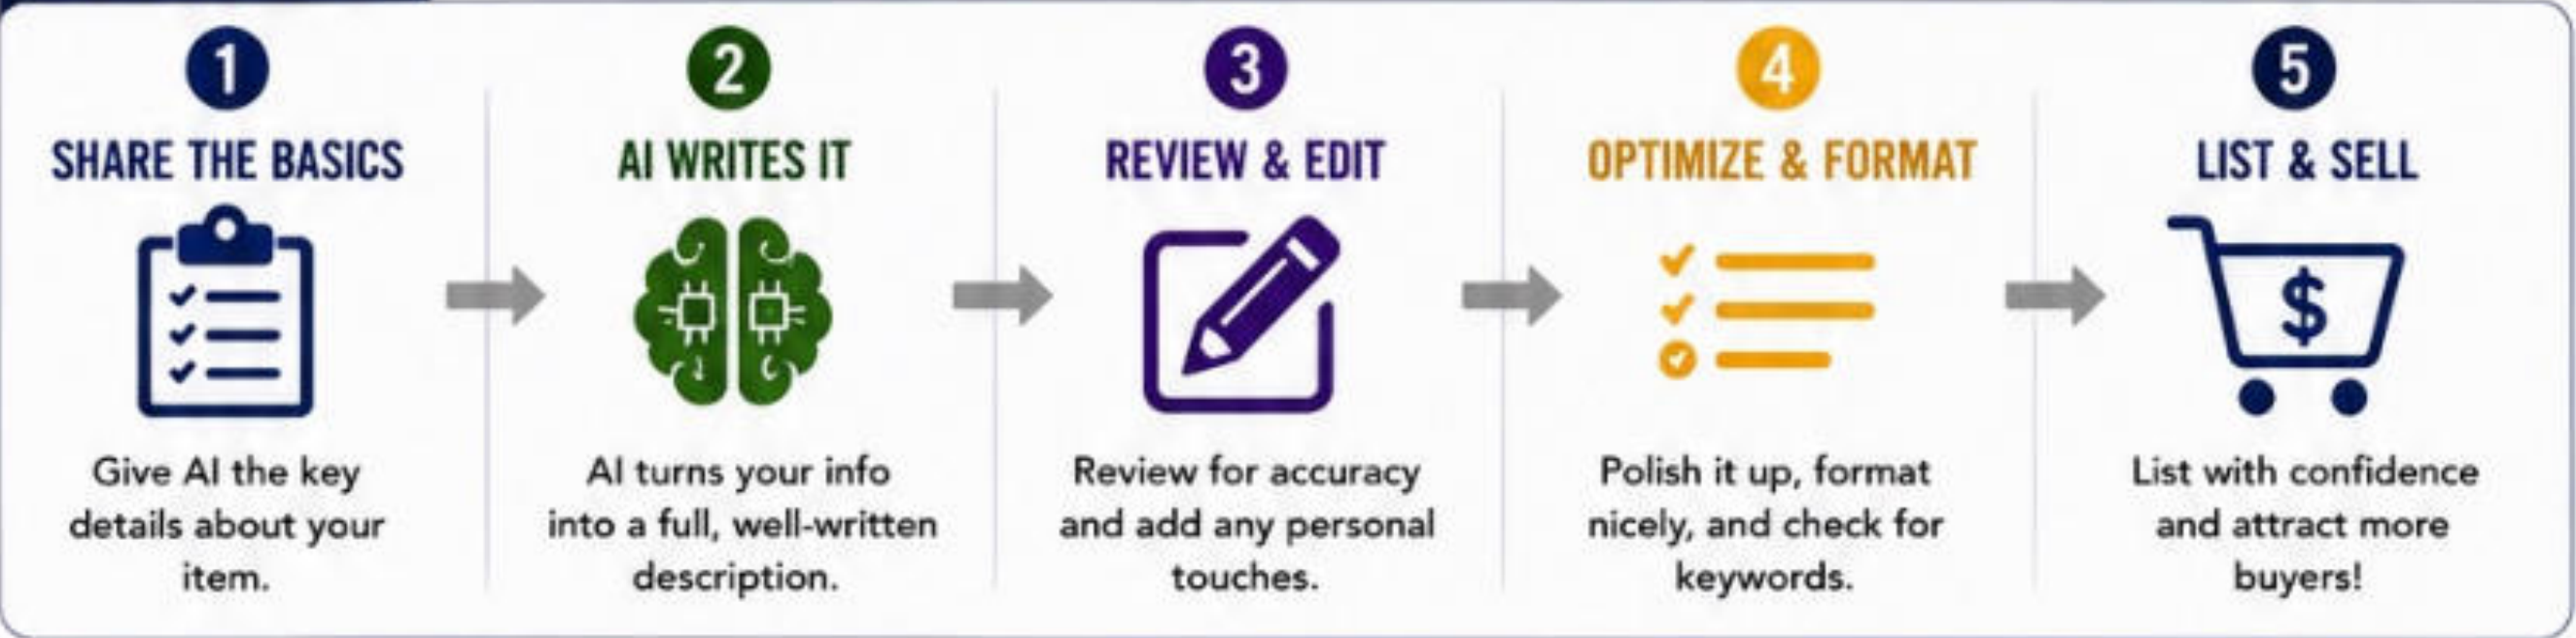 1
SHARE THE BASICS
Give AI the key
details about your
item.
2
AI WRITES IT
AI turns your info
into a full, well-written
description.
3
REVIEW & EDIT
Review for accuracy
and add any personal
touches.
4
OPTIMIZE & FORMAT
Polish it up, format
nicely, and check for
keywords.
5
LIST & SELL
$
List with confidence
and attract more
buyers!